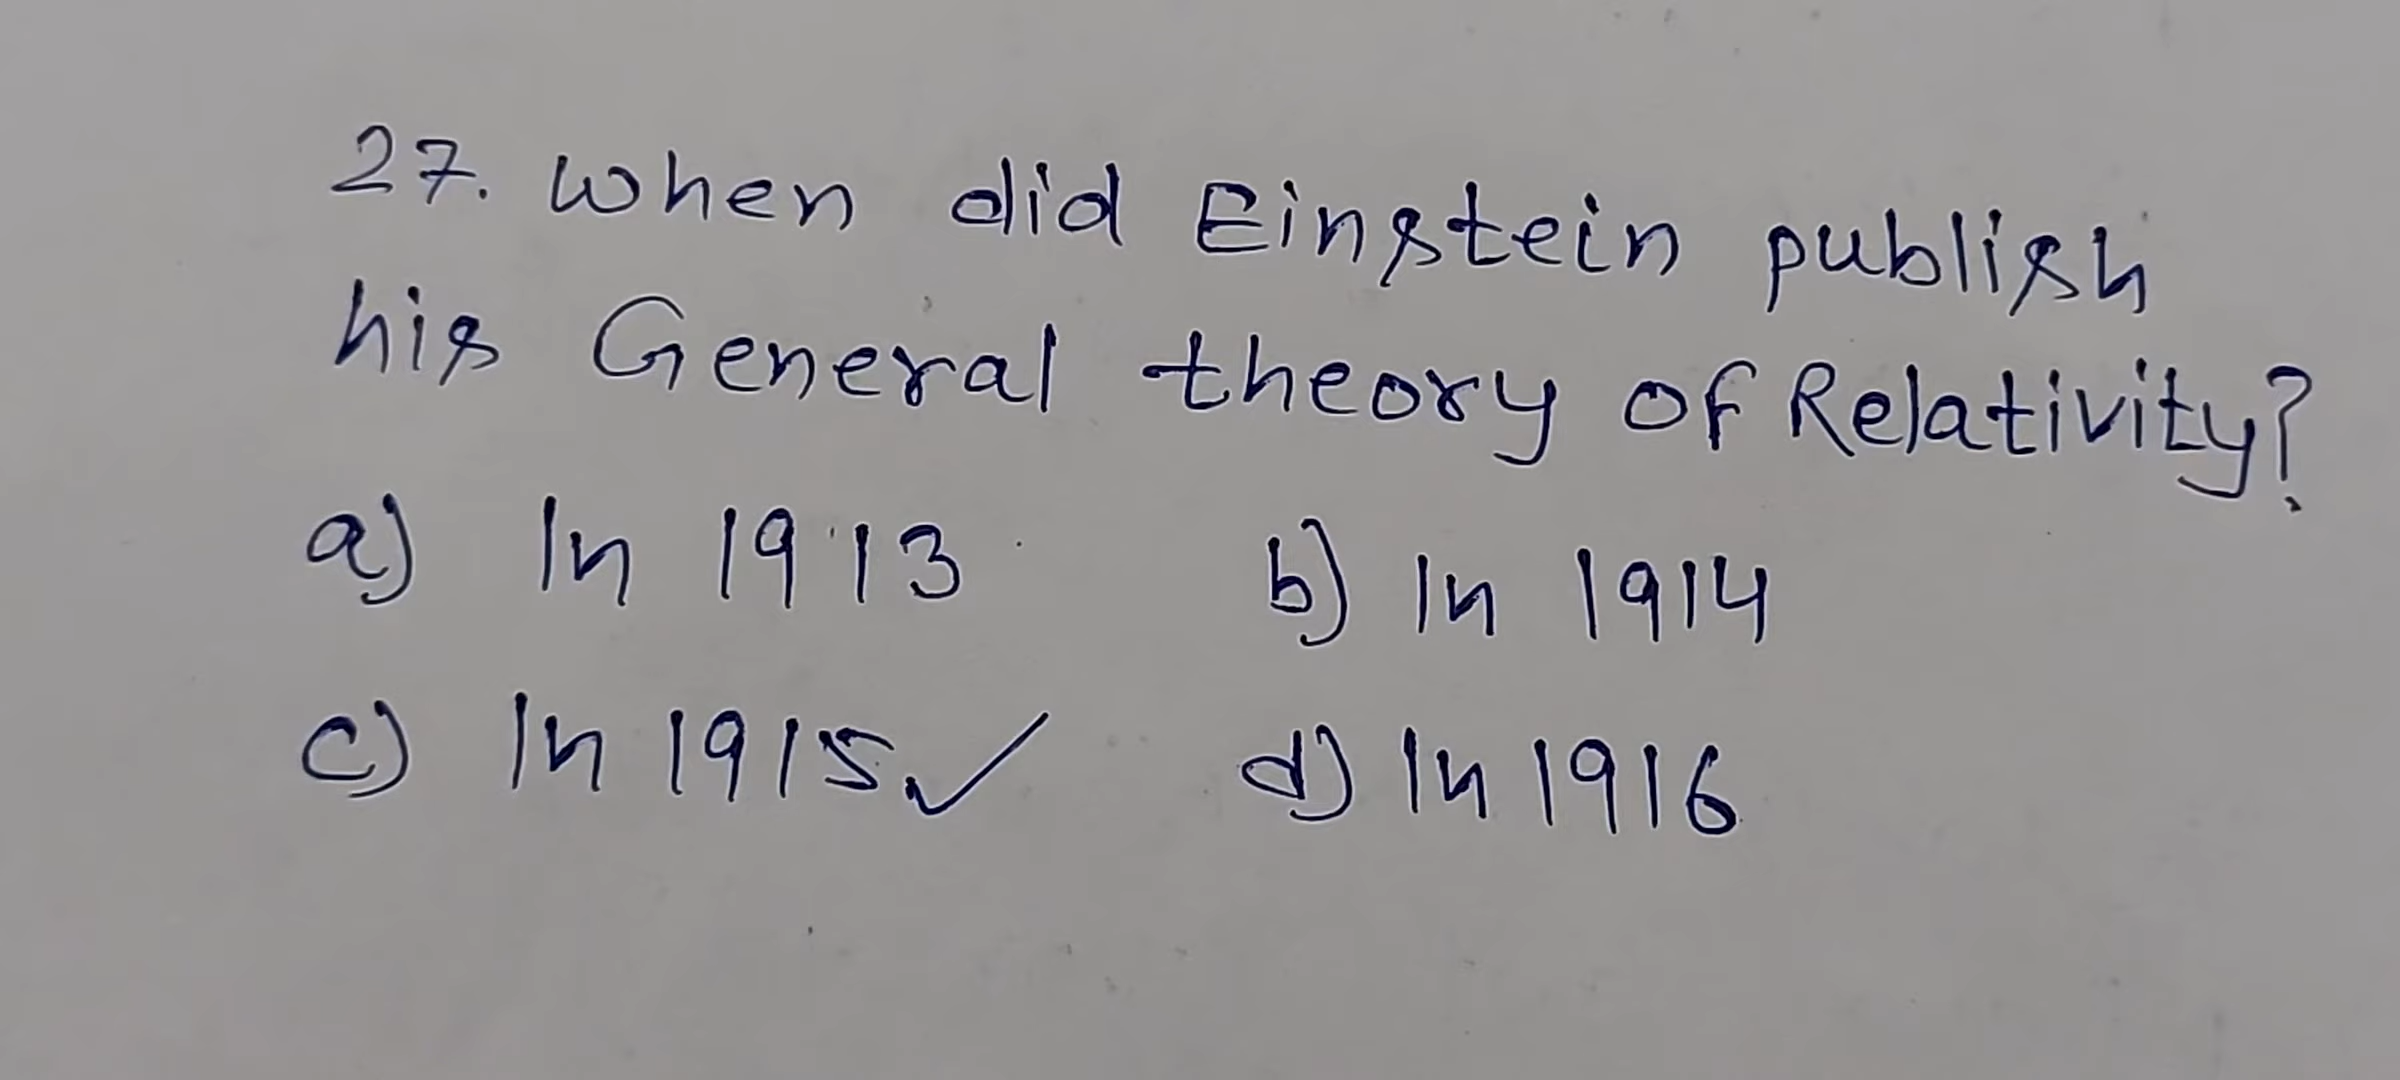 27. When did Einstein publish
his General theory of Relativity?
a) In 1913 b) In 1914
c) In 1915 ✓ d) In 1916